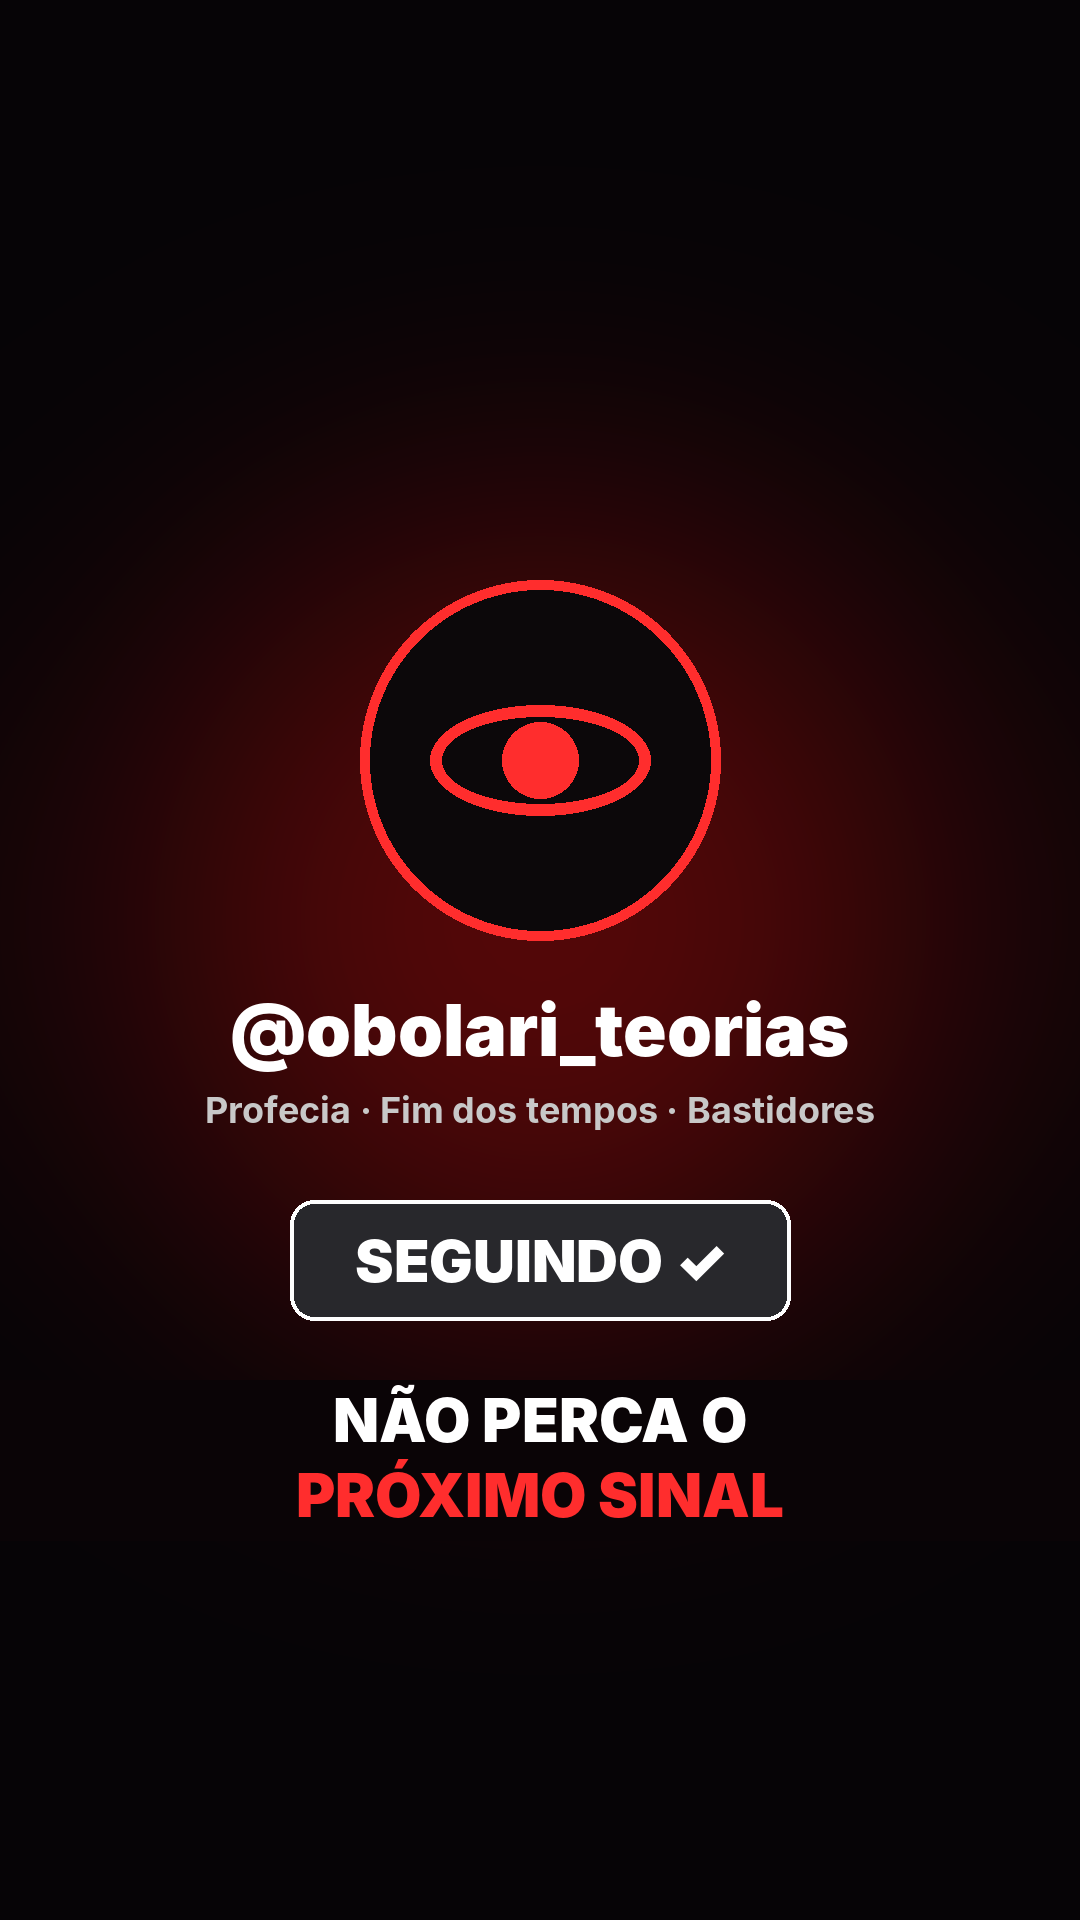 @obolari_teorias
Profecia · Fim dos tempos · Bastidores
SEGUINDO ✓
NÃO PERCA O
PRÓXIMO SINAL